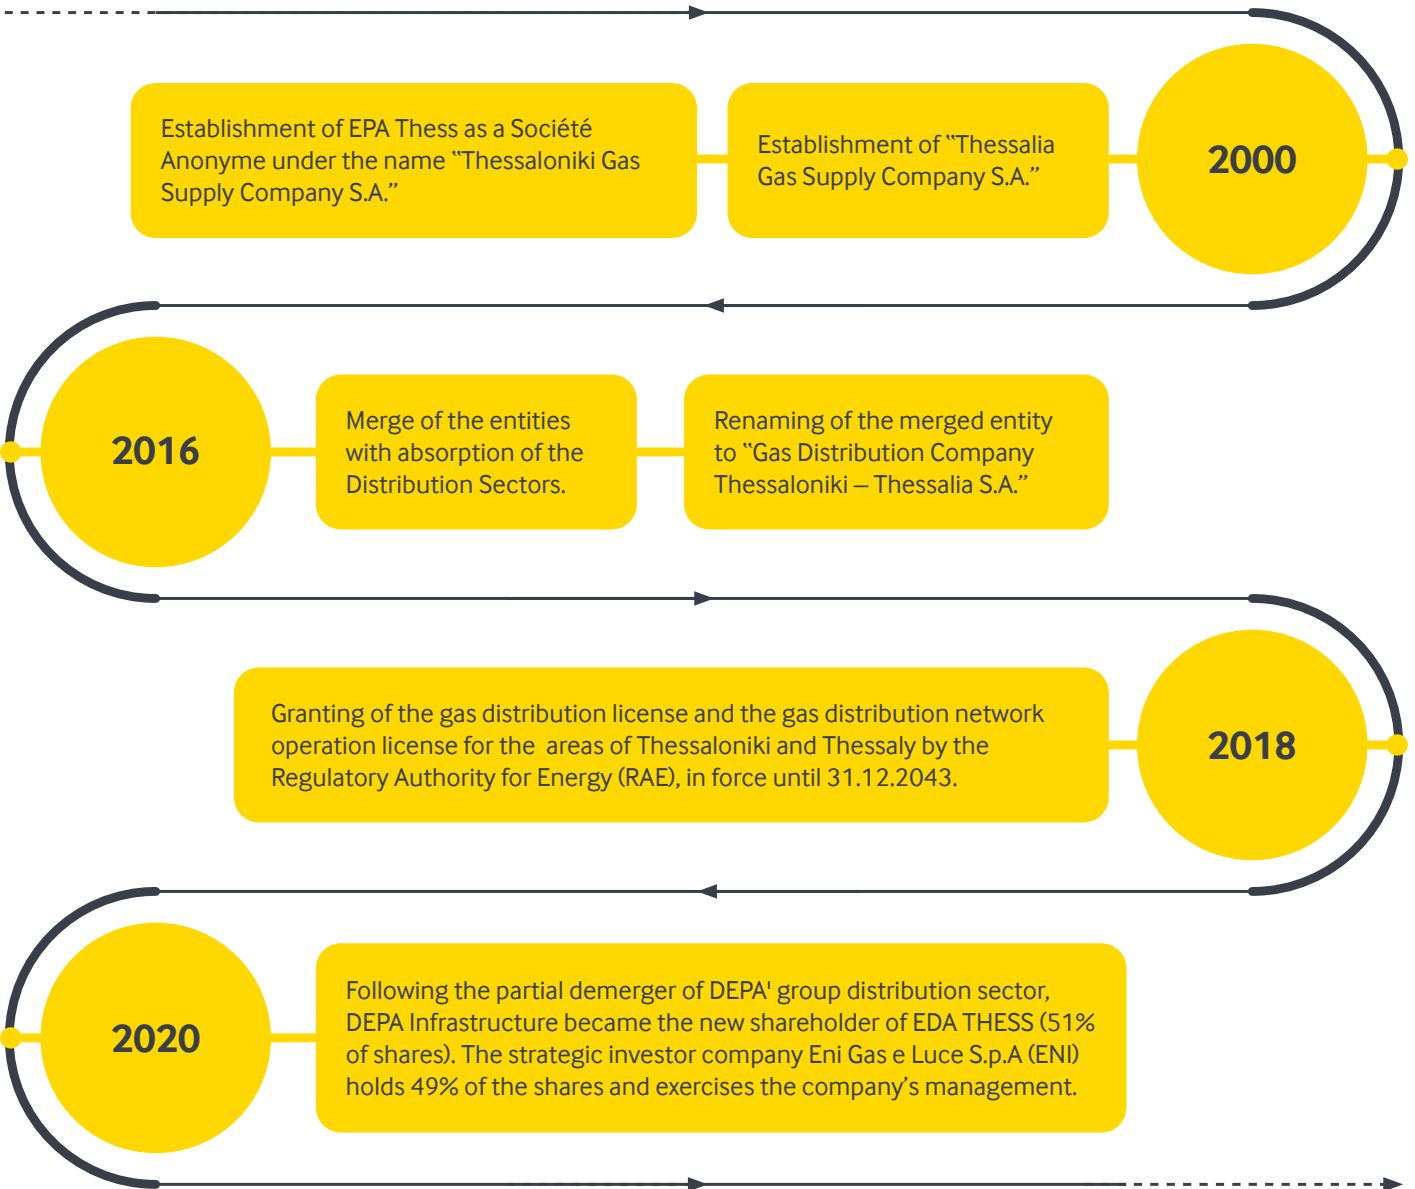 Establishment of EPA Thess as a Société
Anonyme under the name “Thessaloniki Gas
Supply Company S.A.”
Establishment of “Thessalia
Gas Supply Company S.A.”
2000
2016
Merge of the entities
with absorption of the
Distribution Sectors.
Renaming of the merged entity
to “Gas Distribution Company
Thessaloniki – Thessalia S.A.”
Granting of the gas distribution license and the gas distribution network
operation license for the areas of Thessaloniki and Thessaly by the
Regulatory Authority for Energy (RAE), in force until 31.12.2043.
2018
2020
Following the partial demerger of DEPA' group distribution sector,
DEPA Infrastructure became the new shareholder of EDA THESS (51%
of shares). The strategic investor company Eni Gas e Luce S.p.A (ENI)
holds 49% of the shares and exercises the company’s management.